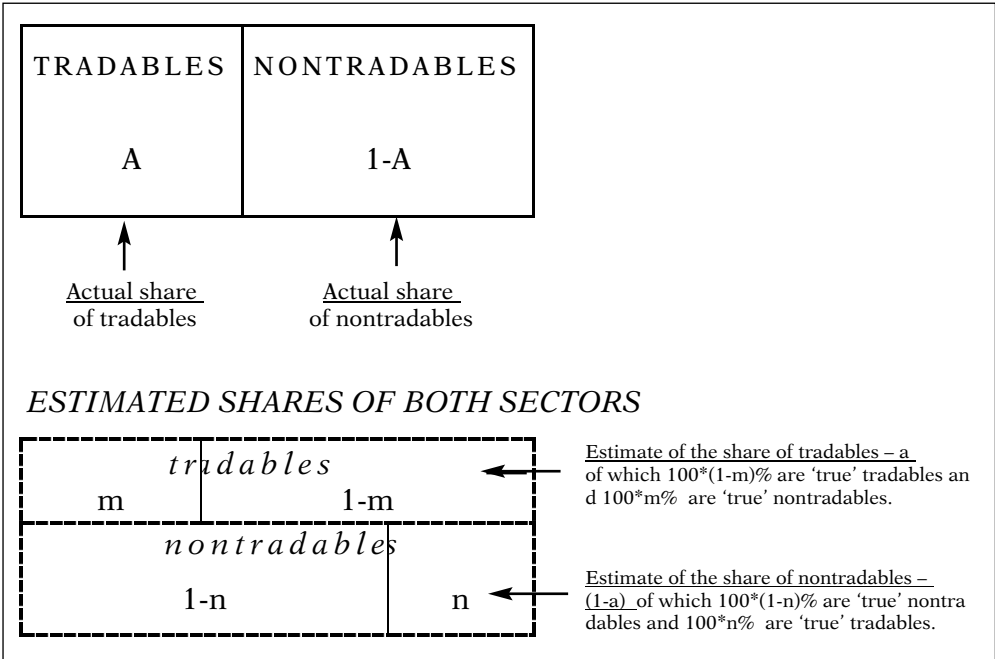 TRADABLES NONTRADABLES
A 1-A
Actual share of tradables
Actual share of nontradables
ESTIMATED SHARES OF BOTH SECTORS
tradables
m 1-m
Estimate of the share of tradables – a
of which 100*(1-m)% are ‘true’ tradables an
d 100*m% are ‘true’ nontradables.
nontradables
1-n n
Estimate of the share of nontradables –
(1-a) of which 100*(1-n)% are ‘true’ nontra
dables and 100*n% are ‘true’ tradables.